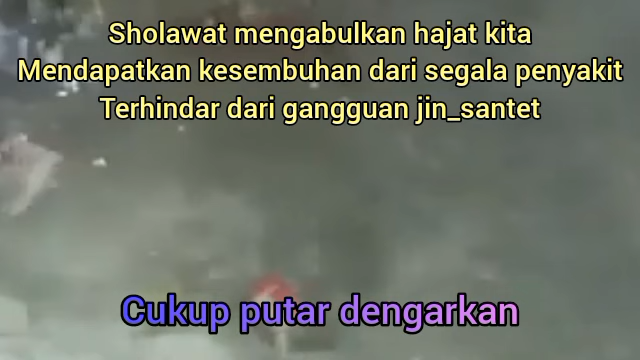 Sholawat mengabulkan hajat kita
Mendapatkan kesembuhan dari segala penyakit
Terhindar dari gangguan jin_santet
Cukup putar dengarkan